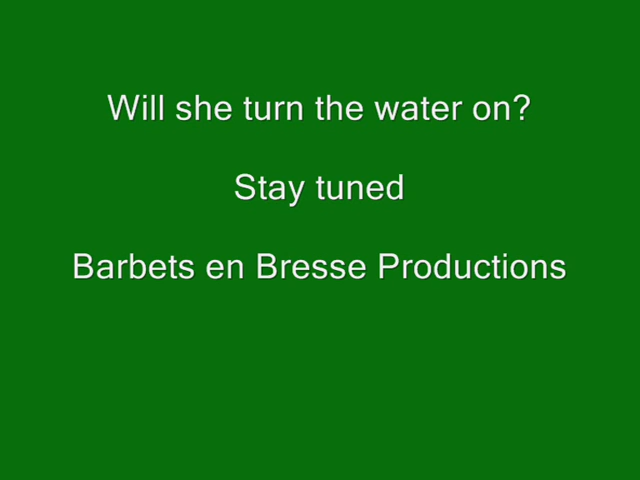 Will she turn the water on?
Stay tuned
Barbets en Bresse Productions